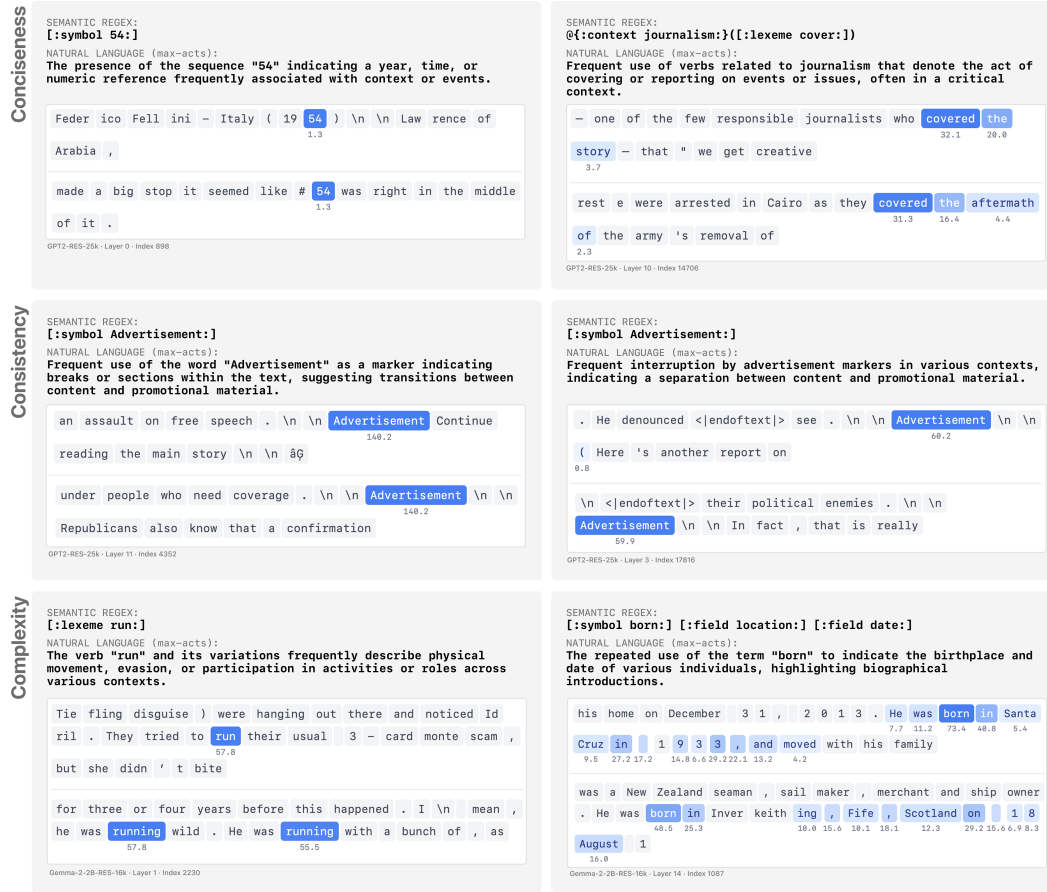 Conciseness
SEMANTIC REGEX:
[:symbol 54:]
NATURAL LANGUAGE (max-acts):
The presence of the sequence "54" indicating a year, time, or
numeric reference frequently associated with context or events.
Feder ico Fell ini – Italy ( 19 54 ) \n \n Law rence of
1.3
Arabia ,
made a big stop it seemed like # 54 was right in the middle
1.3
of it .
GPT2-RES-25k · Layer 0 · Index 898
SEMANTIC REGEX:
@{:context journalism:}([:lexeme cover:])
NATURAL LANGUAGE (max-acts):
Frequent use of verbs related to journalism that denote the act of
covering or reporting on events or issues, often in a critical
context.
— one of the few responsible journalists who covered the
32.1 20.0
story — that " we get creative
3.7
rest e were arrested in Cairo as they covered the aftermath
31.3 16.4 4.4
of the army 's removal of
2.3
GPT2-RES-25k · Layer 10 · Index 14706
Consistency
SEMANTIC REGEX:
[:symbol Advertisement:]
NATURAL LANGUAGE (max-acts):
Frequent use of the word "Advertisement" as a marker indicating
breaks or sections within the text, suggesting transitions between
content and promotional material.
an assault on free speech . \n \n Advertisement Continue
140.2
reading the main story \n \n âĢ
under people who need coverage . \n \n Advertisement \n \n
140.2
Republicans also know that a confirmation
GPT2-RES-25k · Layer 11 · Index 4352
SEMANTIC REGEX:
[:symbol Advertisement:]
NATURAL LANGUAGE (max-acts):
Frequent interruption by advertisement markers in various contexts,
indicating a separation between content and promotional material.
. He denounced <|endoftext|> see . \n \n Advertisement \n \n
60.2
( Here 's another report on
0.8
\n <|endoftext|> their political enemies . \n \n
Advertisement \n \n In fact , that is really
59.9
GPT2-RES-25k · Layer 3 · Index 17816
Complexity
SEMANTIC REGEX:
[:lexeme run:]
NATURAL LANGUAGE (max-acts):
The verb "run" and its variations frequently describe physical
movement, evasion, or participation in activities or roles across
various contexts.
Tie fling disguise ) were hanging out there and noticed Id
ril . They tried to run their usual 3 – card monte scam ,
57.8
but she didn ’ t bite
for three or four years before this happened . I \n mean ,
he was running wild . He was running with a bunch of , as
57.8 55.5
Gemma-2-2B-RES-16k · Layer 1 · Index 2230
SEMANTIC REGEX:
[:symbol born:] [:field location:] [:field date:]
NATURAL LANGUAGE (max-acts):
The repeated use of the term "born" to indicate the birthplace and
date of various individuals, highlighting biographical
introductions.
his home on December 3 1 , 2 0 1 3 . He was born in Santa
7.7 11.2 73.4 40.8 5.4
Cruz in 1 9 3 3 , and moved with his family
9.5 27.2 17.2 14.8 6.6 29.2 22.1 13.2 4.2
was a New Zealand seaman , sail maker , merchant and ship owner
. He was born in Inver keith ing , Fife , Scotland on 1 8
48.5 25.3 10.0 15.6 10.1 18.1 12.3 29.2 15.6 6.9 8.3
August 1
16.0
Gemma-2-2B-RES-16k · Layer 14 · Index 1087